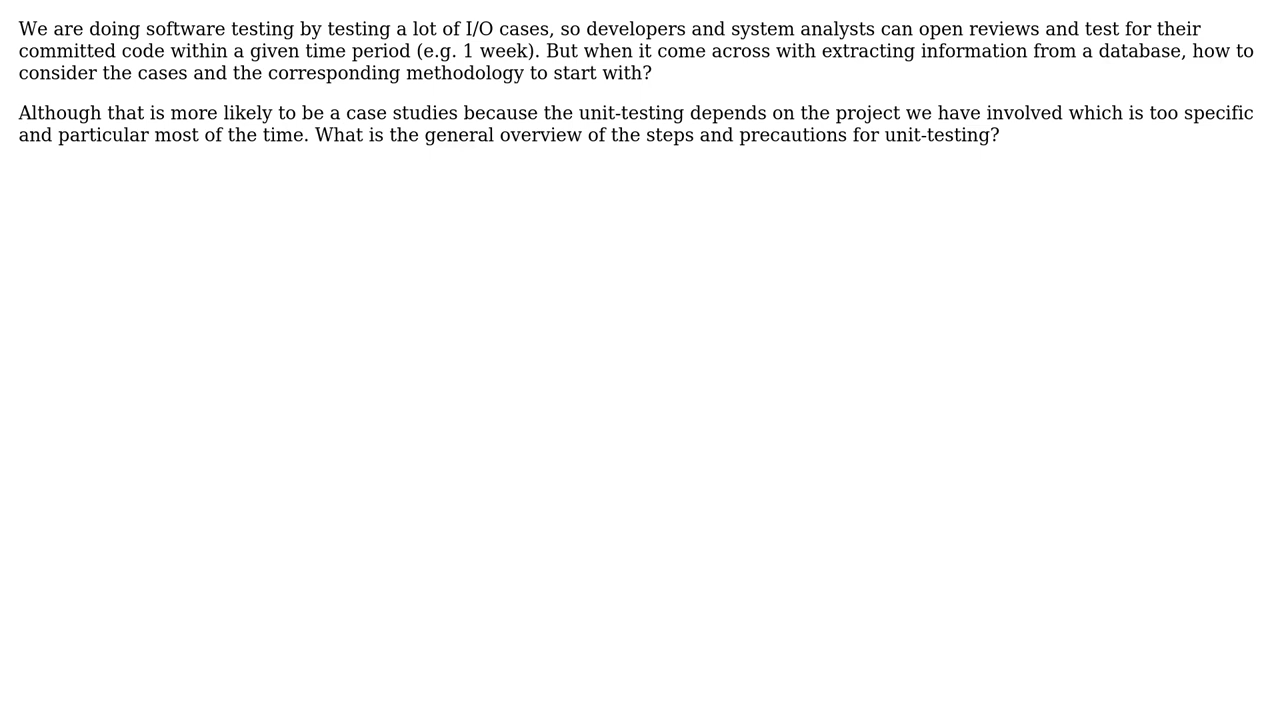 We are doing software testing by testing a lot of I/O cases, so developers and system analysts can open reviews and test for their
committed code within a given time period (e.g. 1 week). But when it come across with extracting information from a database, how to
consider the cases and the corresponding methodology to start with?
Although that is more likely to be a case studies because the unit-testing depends on the project we have involved which is too specific
and particular most of the time. What is the general overview of the steps and precautions for unit-testing?